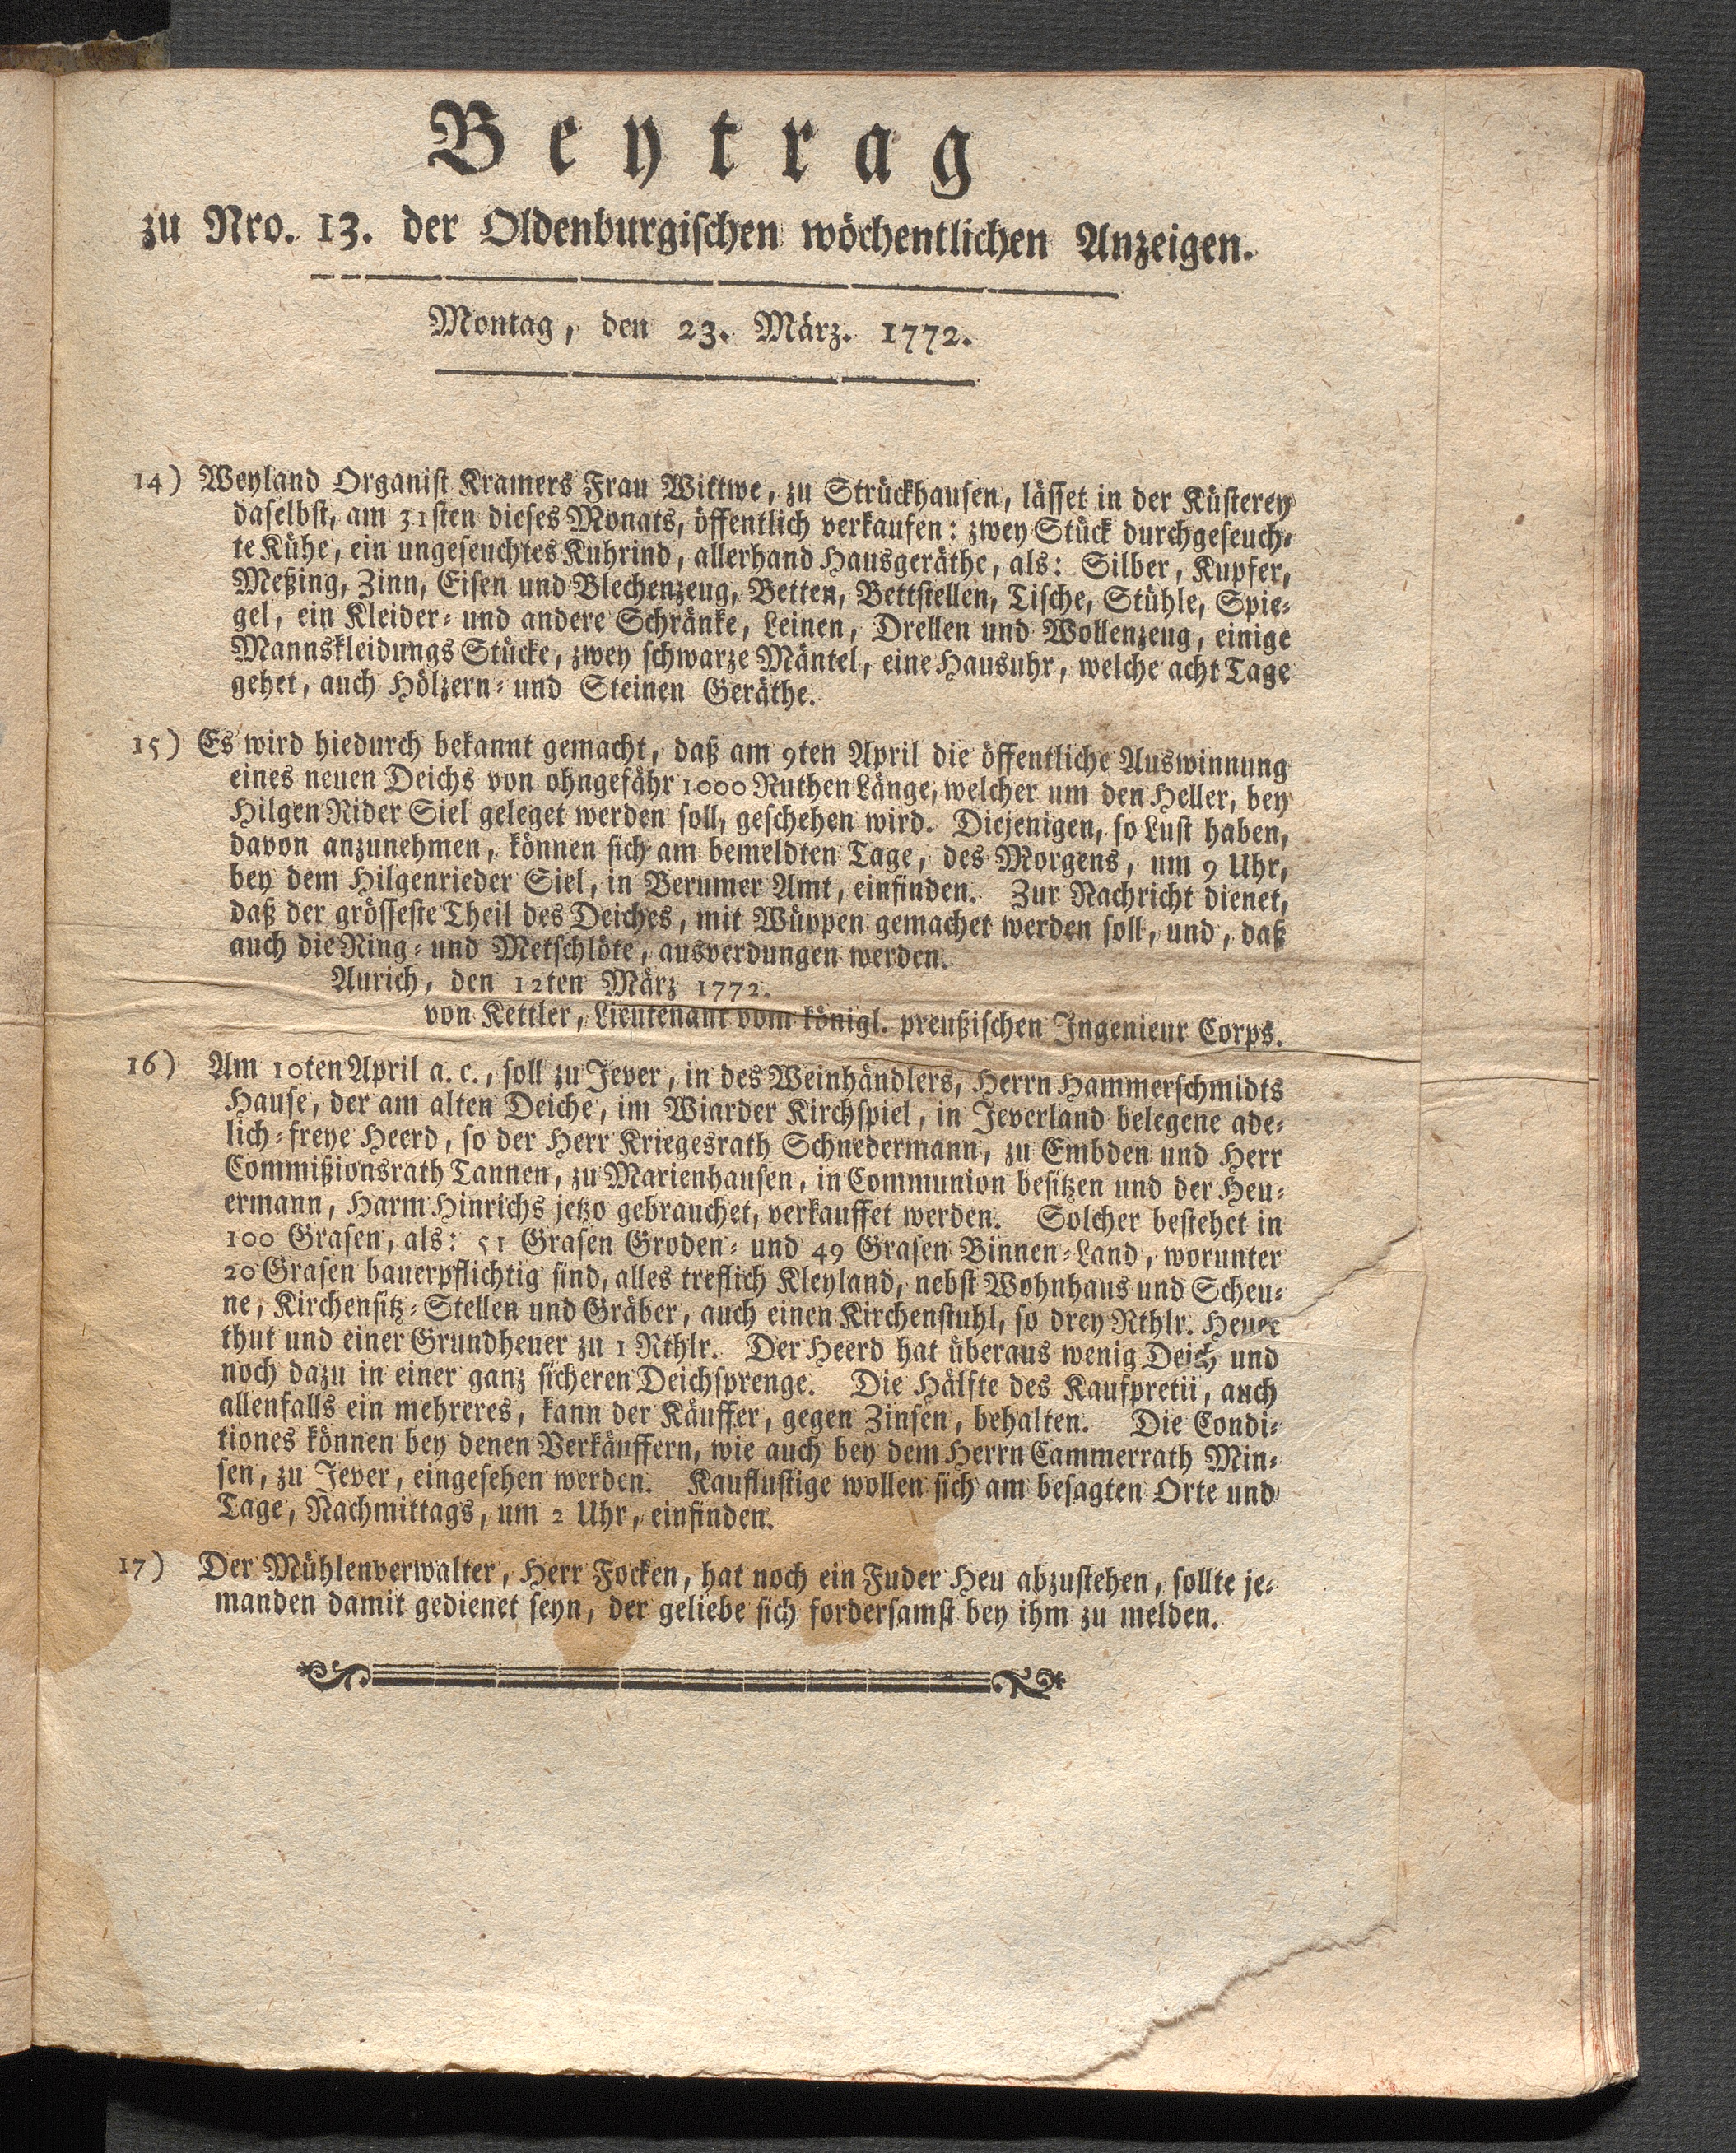 Beytrag
zu Nro. 13. der Oldenburgischen wöchentlichen Anzeigen.
Montag, den 23. März. 1772.
14) Weyland Organist Kramers Frau Wittwe, zu Strückhausen, lässet in der Küsterey
daselbst, am 31sten dieses Monats, öffentlich verkaufen: zwey Stück durchgeseuch-
te Kühe, ein ungeseuchtes Kuhrind, allerhand Hausgeräthe, als: Silber, Kupfer,
Meßing, Zinn, Eisen und Blechenzeug, Betten, Bettstellen, Tische, Stühle, Spie-
gel, ein Kleider- und andere Schränke, Leinen, Drellen und Wollenzeug, einige
Mannskleidungs Stücke, zwey schwarze Mäntel, eine Hausuhr, welche acht Tage
gehet, auch Hölzern- und Steinen Geräthe.
15) Es wird hiedurch bekannt gemacht, daß am 9ten April die öffentliche Auswinnung
eines neuen Deichs von ohngefähr 1000 Ruthen Länge, welcher um den Heller, bey
Hilgen Rider Siel geleget werden soll, geschehen wird. Diejenigen, so Lust haben,
davon anzunehmen, können sich am bemeldten Tage, des Morgens, um 9 Uhr,
bey dem Hilgenrieder Siel, in Berumer Amt, einfinden. Zur Nachricht dienet,
daß der grösseste Theil des Deiches, mit Wüppen gemachet werden soll, und, daß
auch die Ring- und Metschlöte, ausverdungen werden.
Aurich, den 12ten März 1772.
von Kettler, Lieutenant vom königl. preußischen Ingenieur Corps.
16) Am 10ten April a. c., soll zu Jever, in des Weinhändlers, Herrn Hammerschmidts
Hause, der am alten Deiche, im Wiarder Kirchspiel, in Jeverland belegene ade-
lich-freye Heerd, so der Herr Kriegesrath Schnedermann, zu Embden und Herr
Commißionsrath Tannen, zu Marienhausen, in Communion besitzen und der Heu-
ermann, Harm Hinrichs jetzo gebrauchet, verkauffet werden. Solcher bestehet in
100 Grasen, als: 51 Grasen Groden- und 49 Grasen Binnen-Land, worunter
20 Grasen bauerpflichtig sind, alles treflich Kleyland, nebst Wohnhaus und Scheu-
ne, Kirchensitz-Stellen und Gräber, auch einen Kirchenstuhl, so drey Rthlr. Heuer
thut und einer Grundheuer zu 1 Rthlr. Der Heerd hat überaus wenig Deich und
noch dazu in einer ganz sicheren Deichsprenge. Die Hälfte des Kaufpretii, auch
allenfalls ein mehreres, kann der Käuffer, gegen Zinsen, behalten. Die Condi-
tiones können bey denen Verkäuffern, wie auch bey dem Herrn Cammerrath Min-
sen, zu Jever, eingesehen werden. Kauflustige wollen sich am besagten Orte und
Tage, Nachmittags, um 2 Uhr, einfinden.
17) Der Mühlenverwalter, Herr Focken, hat noch ein Fuder Heu abzustehen, sollte je-
manden damit gedienet seyn, der geliebe sich fordersamst bey ihm zu melden.